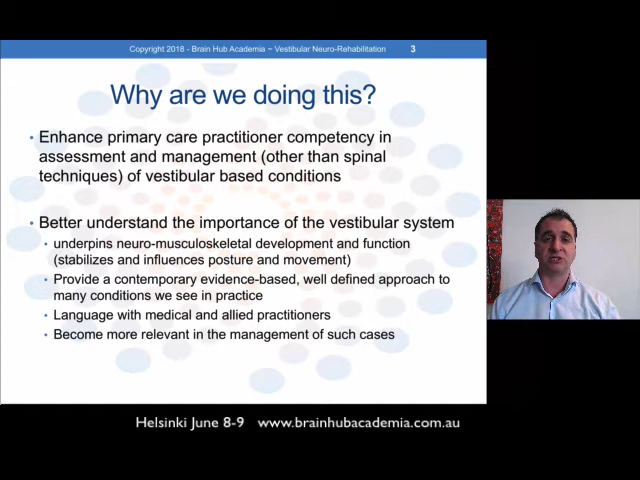 Copyright 2018 - Brain Hub Academia ~ Vestibular Neuro-Rehabilitation 3
Why are we doing this?
• Enhance primary care practitioner competency in
assessment and management (other than spinal
techniques) of vestibular based conditions
• Better understand the importance of the vestibular system
• underpins neuro-musculoskeletal development and function
(stabilizes and influences posture and movement)
• Provide a contemporary evidence-based, well defined approach to
many conditions we see in practice
• Language with medical and allied practitioners
• Become more relevant in the management of such cases
Helsinki June 8-9 www.brainhubacademia.com.au